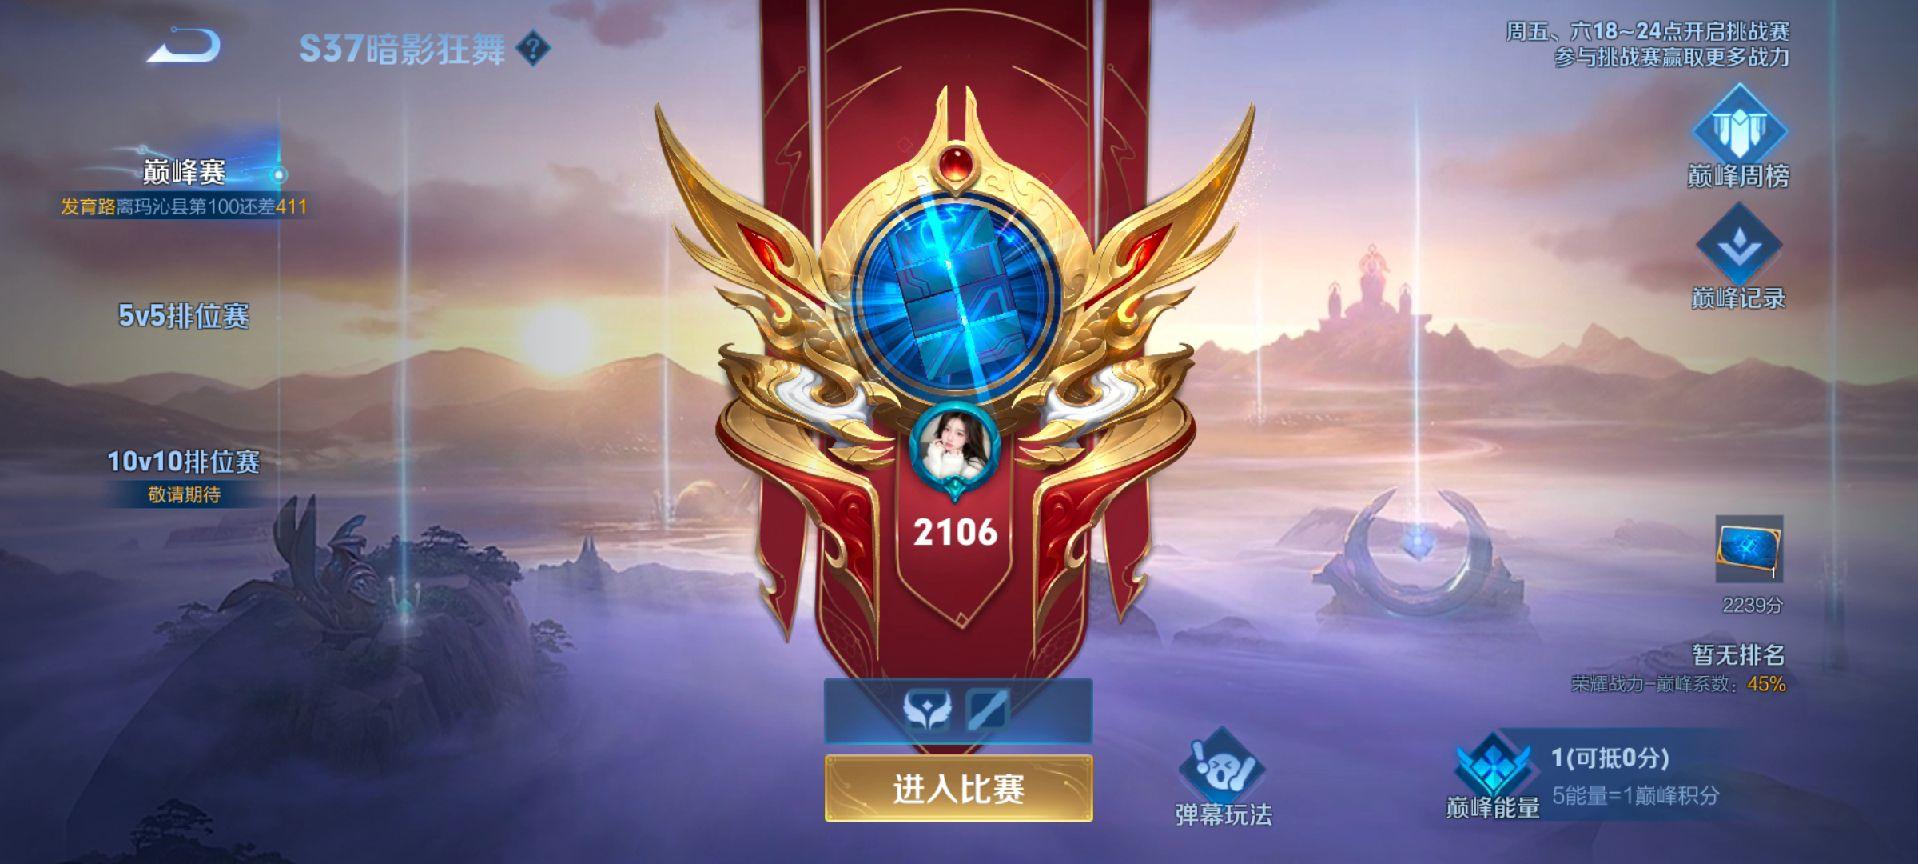 S37暗影狂舞
?
周五、六18~24点开启挑战赛
参与挑战赛赢取更多战力
巅峰赛
发育路离玛沁县第100还差411
巅峰周榜
巅峰记录
5v5排位赛
10v10排位赛
敬请期待
2106
1
2239分
暂无排名
荣耀战力-巅峰系数：45%
进入比赛
弹幕玩法
巅峰能量
1(可抵0分)
5能量=1巅峰积分